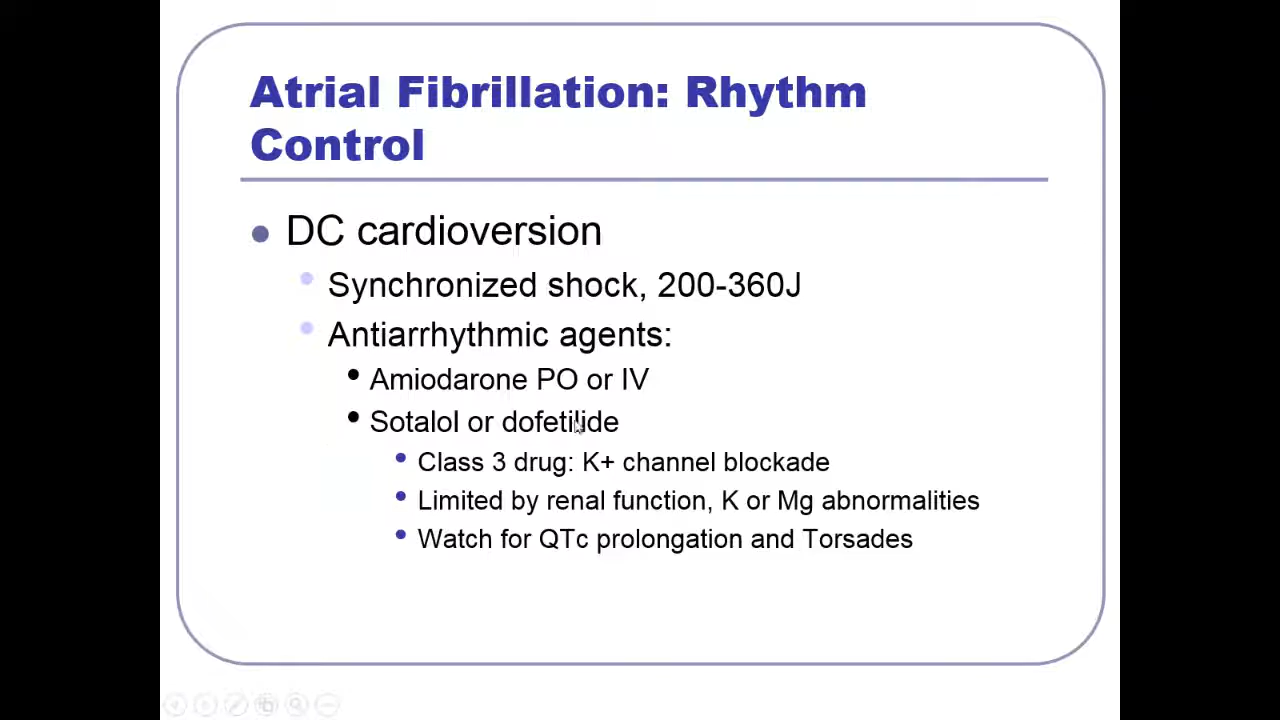 Atrial Fibrillation: Rhythm
Control
DC cardioversion
Synchronized shock, 200-360J
Antiarrhythmic agents:
Amiodarone PO or IV
Sotalol or dofetilide
Class 3 drug: K+ channel blockade
Limited by renal function, K or Mg abnormalities
Watch for QTc prolongation and Torsades